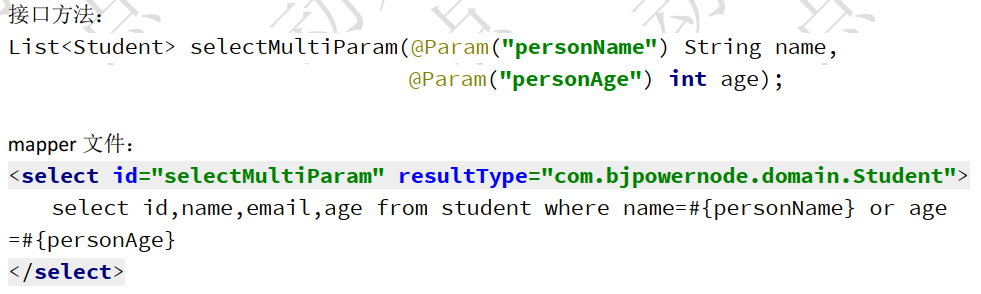 接口方法：
List<Student> selectMultiParam(@Param("personName") String name,
@Param("personAge") int age);
mapper 文件：
<select id="selectMultiParam" resultType="com.bjpowernode.domain.Student">
select id,name,email,age from student where name=#{personName} or age
=#{personAge}
</select>